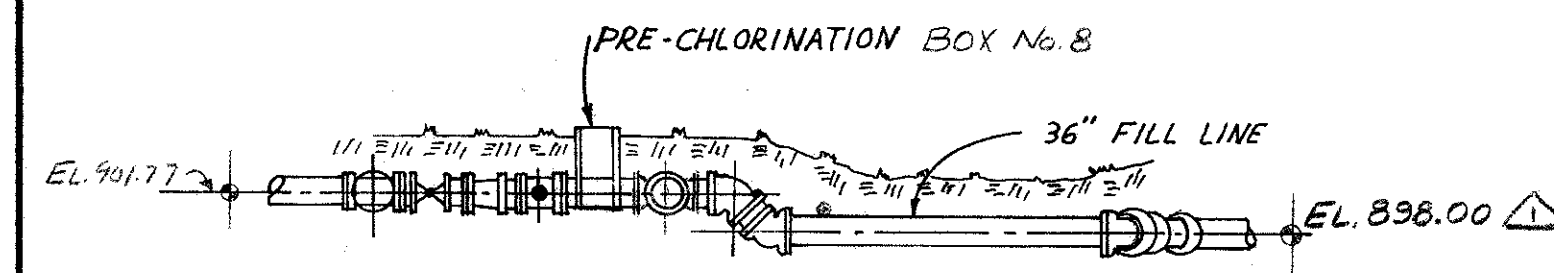 PRE-CHLORINATION BOX No. 8
36" FILL LINE
EL. 901.77
EL. 898.00 1